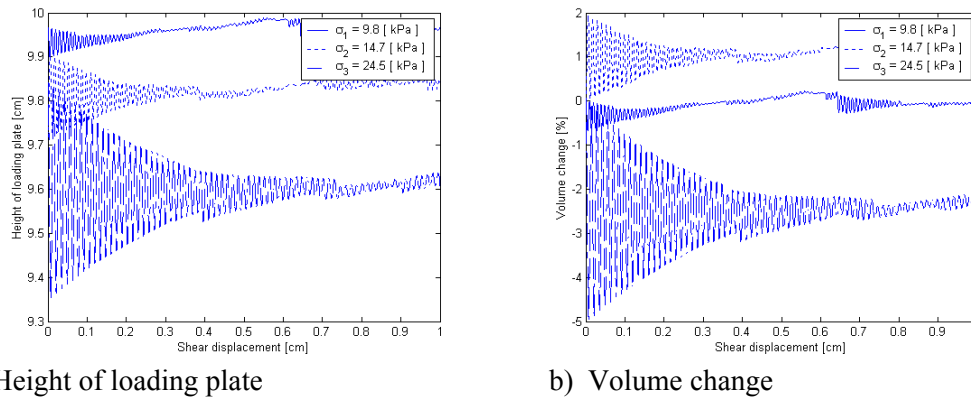 10
9.9
9.8
9.7
9.6
9.5
9.4
9.3
Height of loading plate [cm]
0 0.1 0.2 0.3 0.4 0.5 0.6 0.7 0.8 0.9 1
Shear displacement [cm]
σ1 = 9.8 [ kPa ]
σ2 = 14.7 [ kPa ]
σ3 = 24.5 [ kPa ]
Height of loading plate
2
1
0
-1
-2
-3
-4
-5
Volume change [%]
0 0.1 0.2 0.3 0.4 0.5 0.6 0.7 0.8 0.9
Shear displacement [cm]
σ1 = 9.8 [ kPa ]
σ2 = 14.7 [ kPa ]
σ3 = 24.5 [ kPa ]
b) Volume change